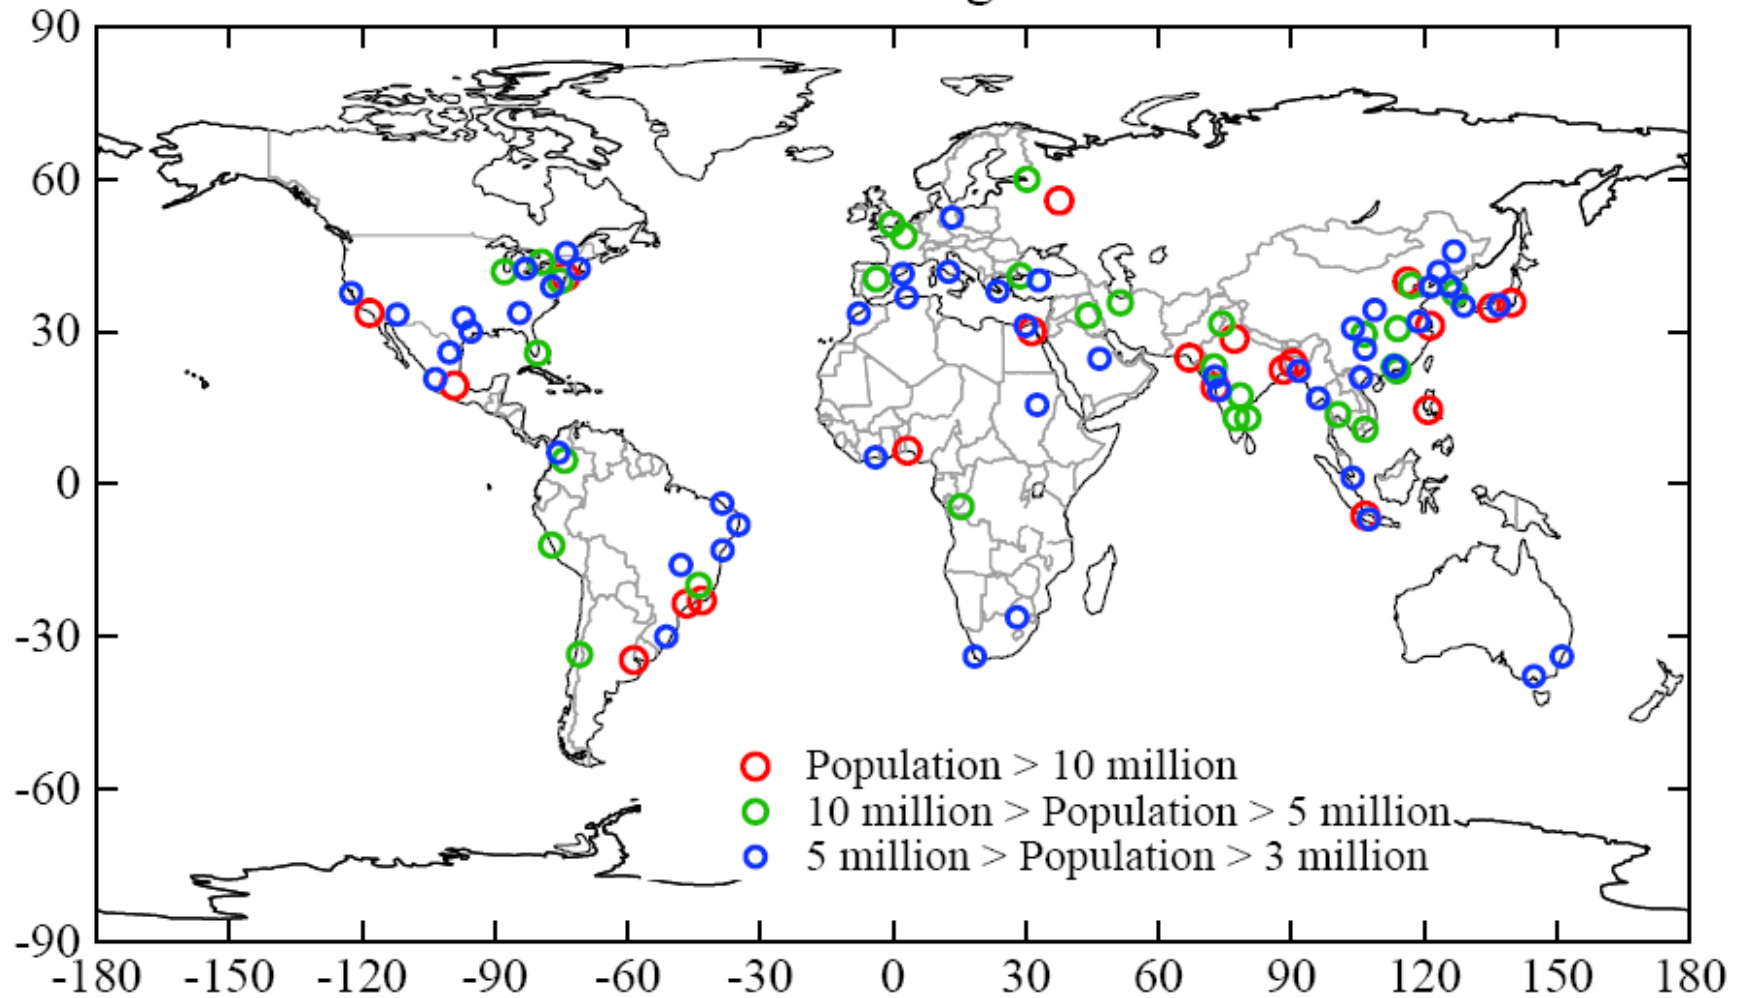 90
60
30
0
-30
-60
-90
Population > 10 million
10 million > Population > 5 million
5 million > Population > 3 million
-180 -150 -120 -90 -60 -30 0 30 60 90 120 150 180